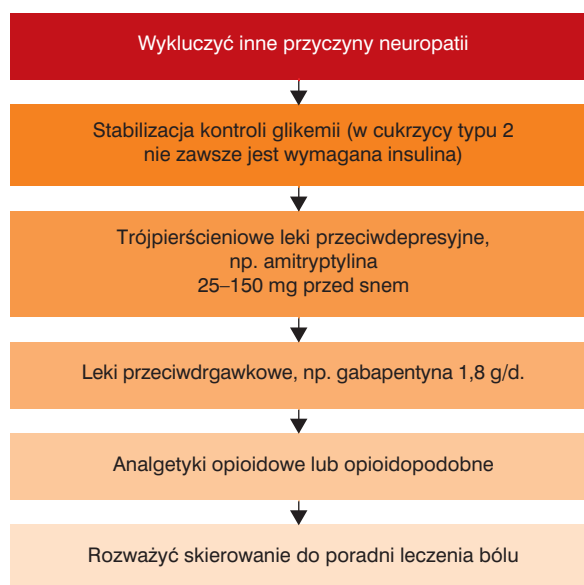 Wykluczyć inne przyczyny neuropatii
Stabilizacja kontroli glikemii (w cukrzycy typu 2
nie zawsze jest wymagana insulina)
Trójpierścieniowe leki przeciwdepresyjne,
np. amitryptylina
25–150 mg przed snem
Leki przeciwdrgawkowe, np. gabapentyna 1,8 g/d.
Analgetyki opioidowe lub opioidopodobne
Rozważyć skierowanie do poradni leczenia bólu